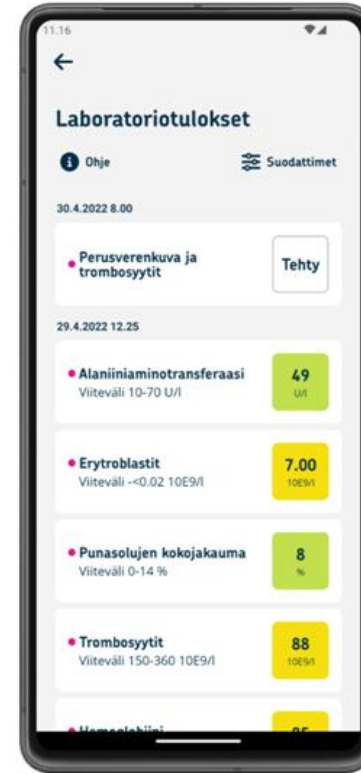 11.16
Laboratoriotulokset
Ohje
Suodattimet
30.4.2022 8.00
Perusverenkuva ja
trombosyytit
Tehty
29.4.2022 12.25
Alaniiniaminotransferaasi
Viiteväli 10-70 U/l
49
U/l
Erytroblastit
Viiteväli -<0.02 10E9/l
7.00
10E9/l
Punasolujen kokojakauma
Viiteväli 0-14 %
8
%
Trombosyytit
Viiteväli 150-360 10E9/l
88
10E9/l